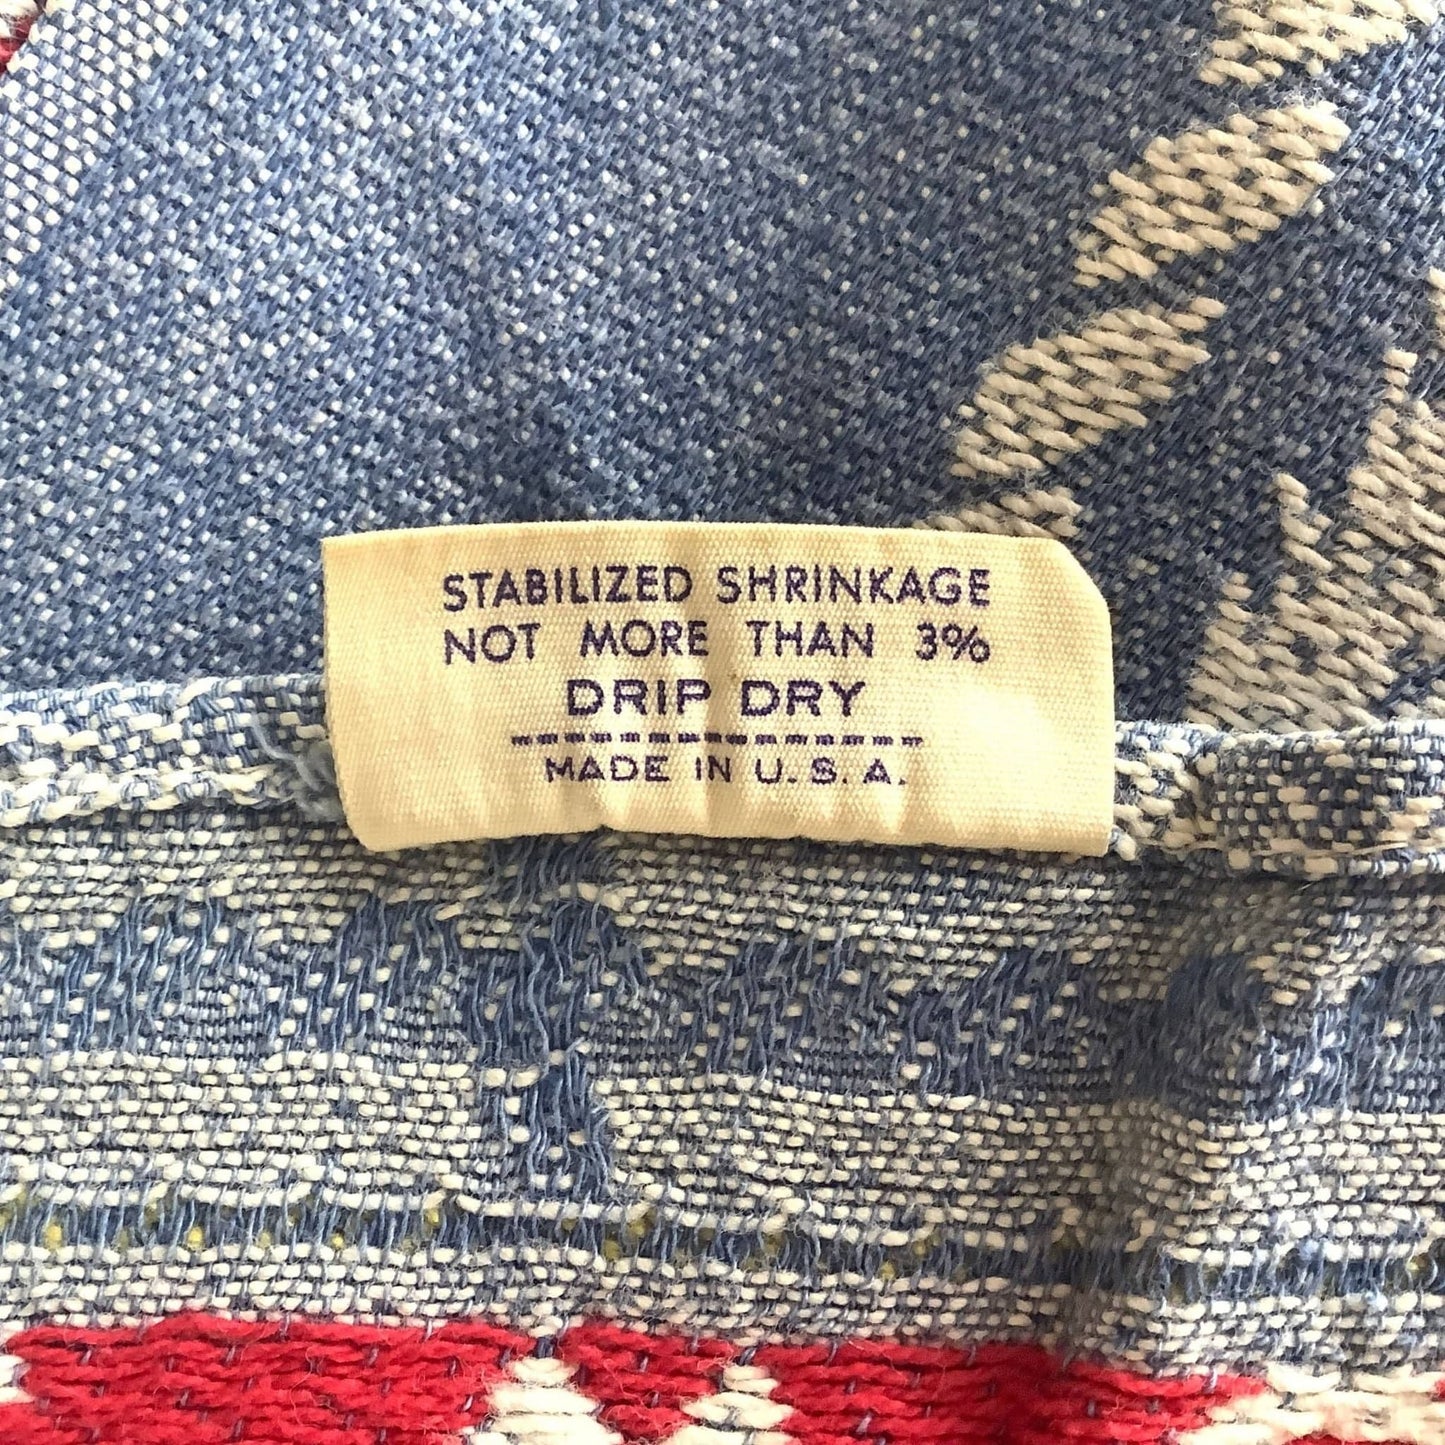 STABILIZED SHRINKAGE
NOT MORE THAN 3%
DRIP DRY
MADE IN U.S.A.